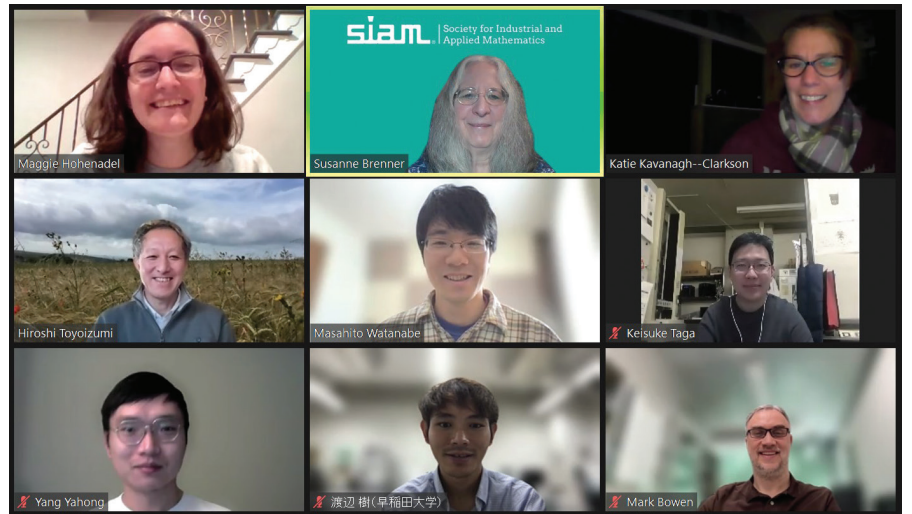 siam. Society for Industrial and
Applied Mathematics
Maggie Hohenadel
Susanne Brenner
Katie Kavanagh--Clarkson
Hiroshi Toyoizumi
Masahito Watanabe
Keisuke Taga
Yang Yahong
渡辺 樹(早稲田大学)
Mark Bowen